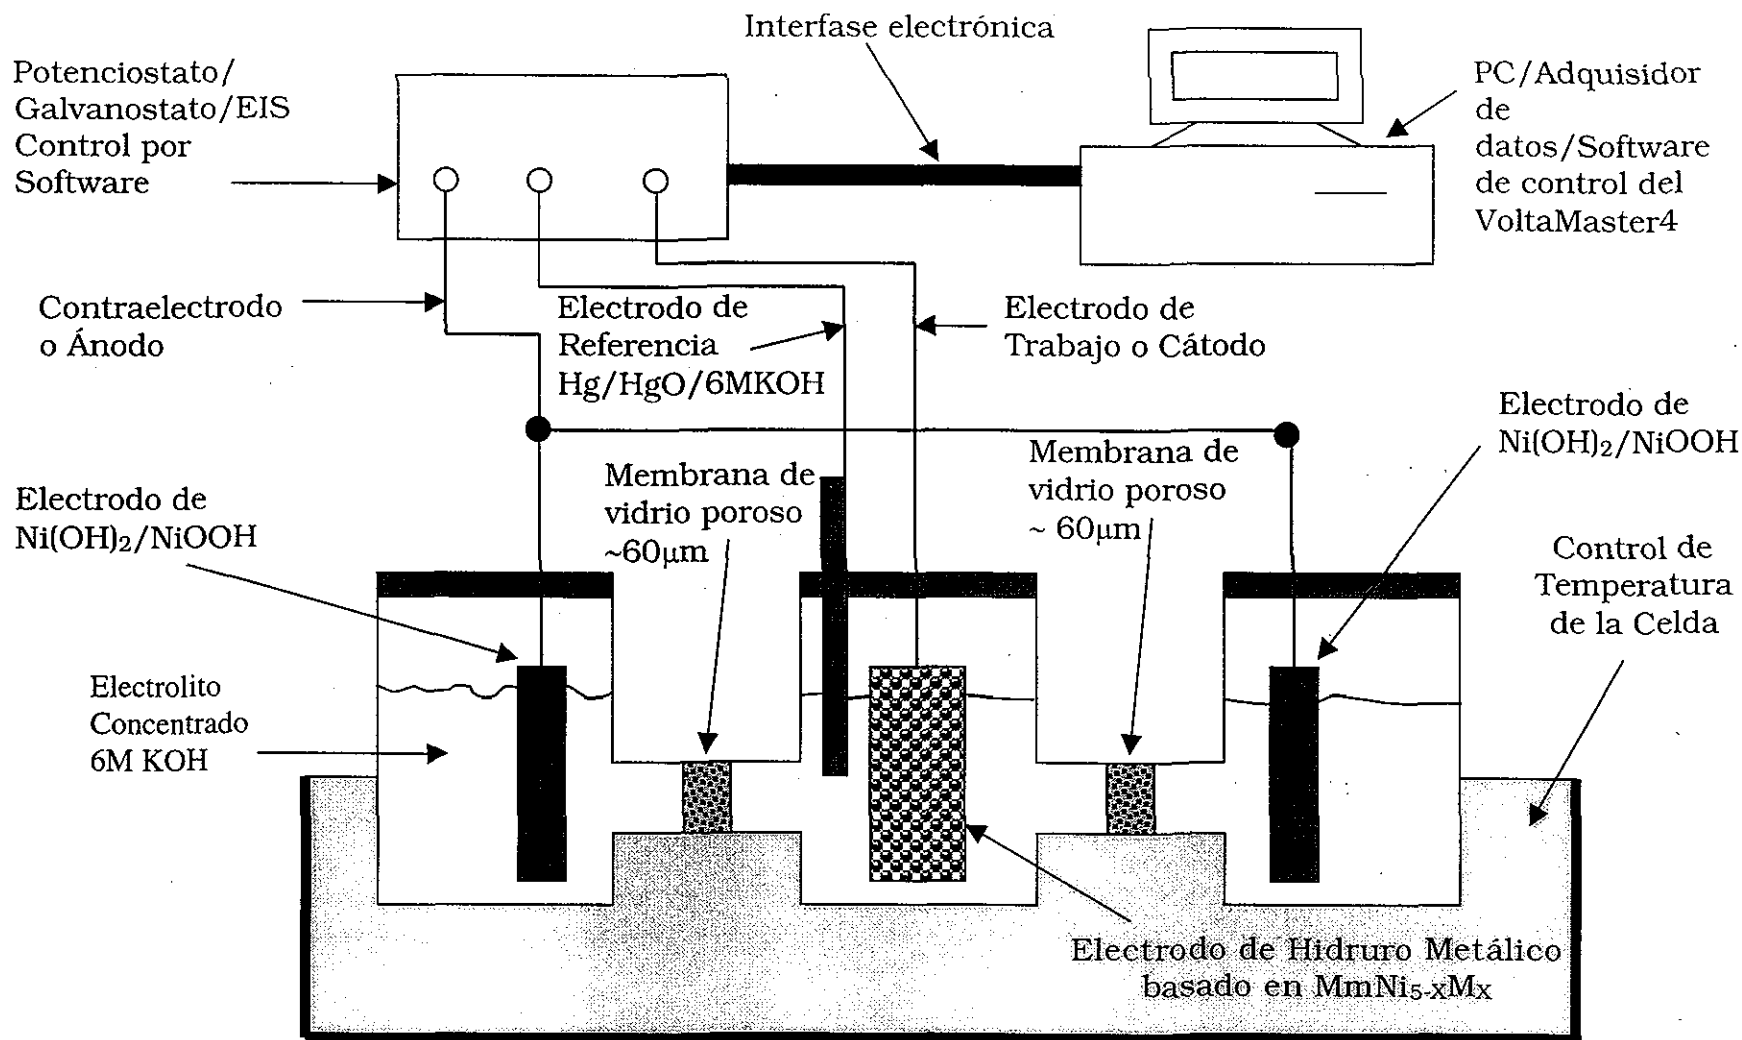 Interfase electrónica
Potenciostato/
Galvanostato/EIS
Control por
Software
PC/Adquisidor
de
datos/Software
de control del
VoltaMaster4
Contraelectrodo
o Ánodo
Electrodo de
Referencia
Hg/HgO/6MKOH
Electrodo de
Trabajo o Cátodo
Electrodo de
Ni(OH)₂/NiOOH
Membrana de
vidrio poroso
~60μm
Membrana de
vidrio poroso
~ 60μm
Electrodo de
Ni(OH)₂/NiOOH
Control de
Temperatura
de la Celda
Electrolito
Concentrado
6M KOH
Electrodo de Hidruro Metálico
basado en MmNi₅₋ₓMₓ